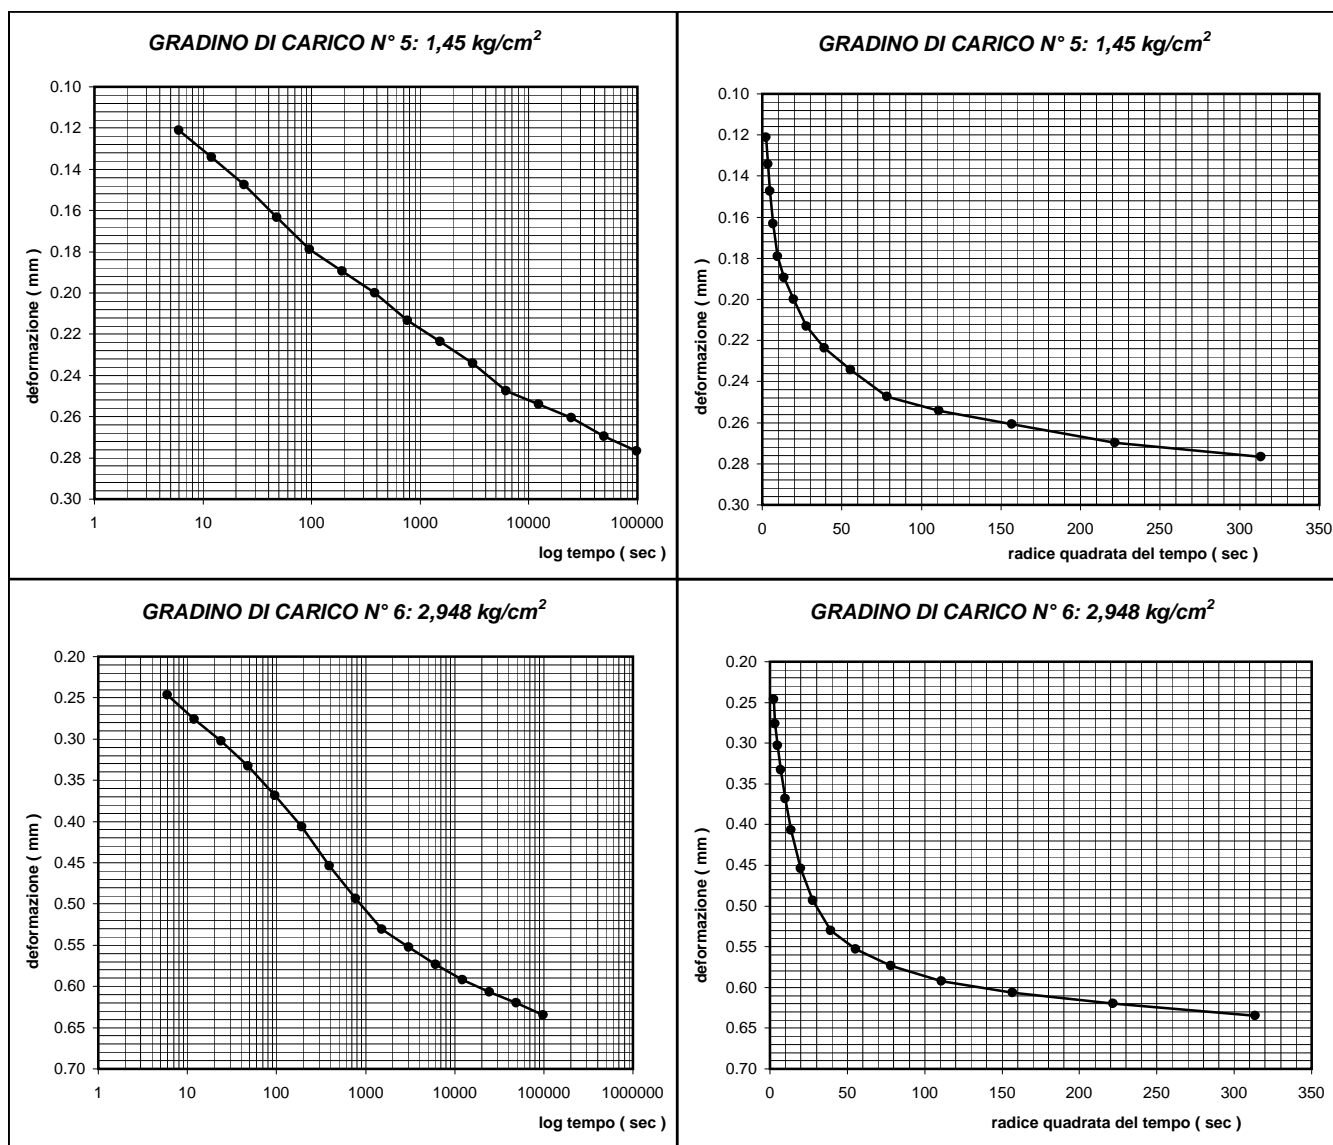 GRADINO DI CARICO N° 5: 1,45 kg/cm²
0.10
0.12
0.14
0.16
0.18
0.20
0.22
0.24
0.26
0.28
0.30
deformazione ( mm )
1 10 100 1000 10000 100000
log tempo ( sec )
GRADINO DI CARICO N° 5: 1,45 kg/cm²
0.10
0.12
0.14
0.16
0.18
0.20
0.22
0.24
0.26
0.28
0.30
deformazione ( mm )
0 50 100 150 200 250 300 350
radice quadrata del tempo ( sec )
GRADINO DI CARICO N° 6: 2,948 kg/cm²
0.20
0.25
0.30
0.35
0.40
0.45
0.50
0.55
0.60
0.65
0.70
deformazione ( mm )
1 10 100 1000 10000 100000 1000000
log tempo ( sec )
GRADINO DI CARICO N° 6: 2,948 kg/cm²
0.20
0.25
0.30
0.35
0.40
0.45
0.50
0.55
0.60
0.65
0.70
deformazione ( mm )
0 50 100 150 200 250 300 350
radice quadrata del tempo ( sec )